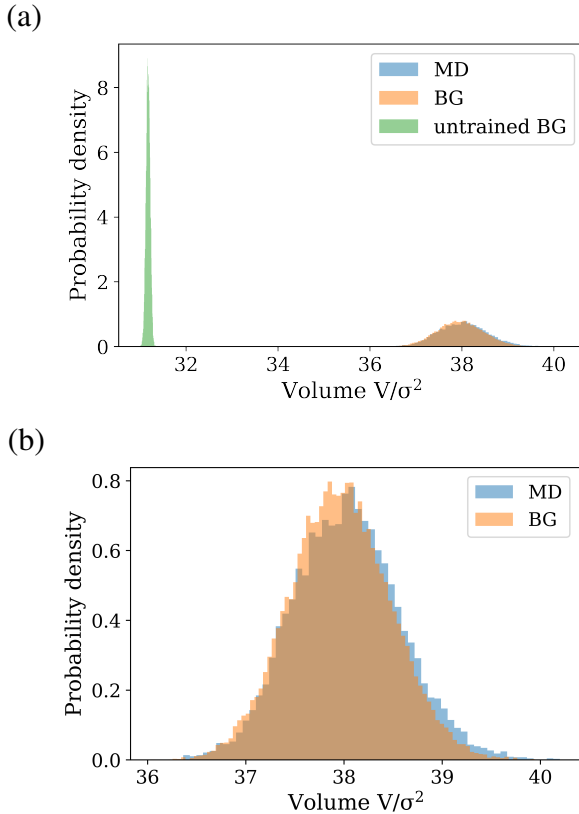 (a)
MD
BG
untrained BG
Probability density
8
6
4
2
0
32 34 36 38 40
Volume V/σ²
(b)
MD
BG
Probability density
0.8
0.6
0.4
0.2
0.0
36 37 38 39 40
Volume V/σ²